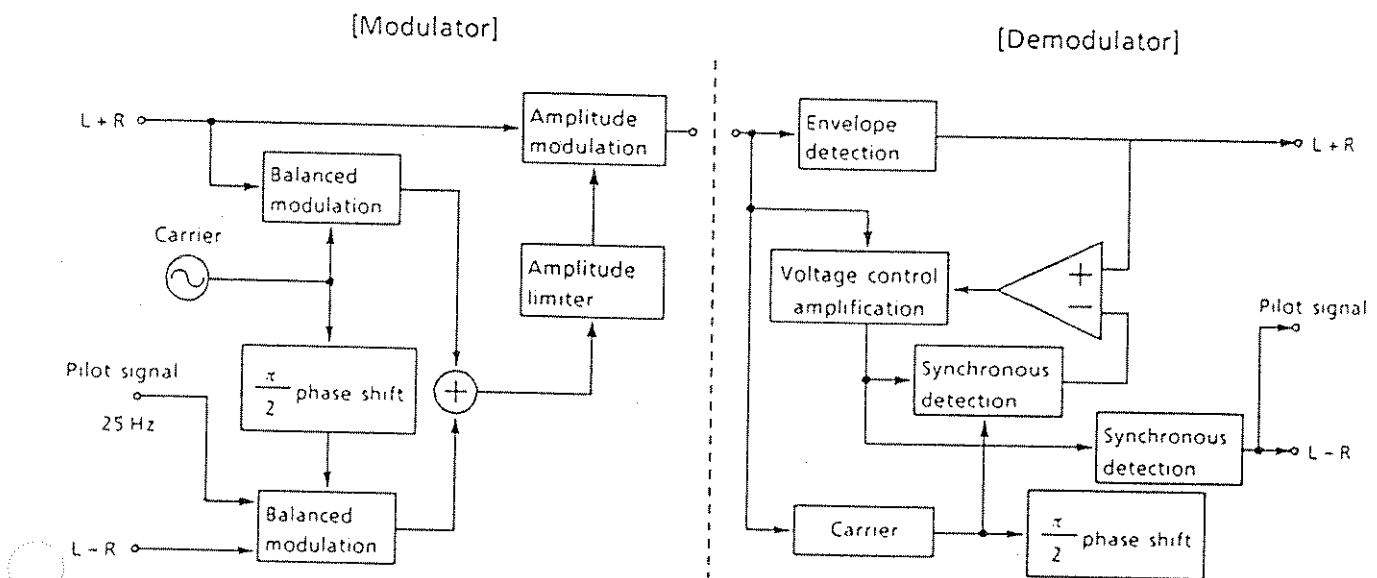 [Modulator]
L + R
Amplitude
modulation
Balanced
modulation
Carrier
Amplitude
limiter
Pilot signal
25 Hz
π
2
phase shift
+
Balanced
modulation
L − R
[Demodulator]
Envelope
detection
L + R
Voltage control
amplification
+
−
Pilot signal
Synchronous
detection
Synchronous
detection
L − R
Carrier
π
2
phase shift